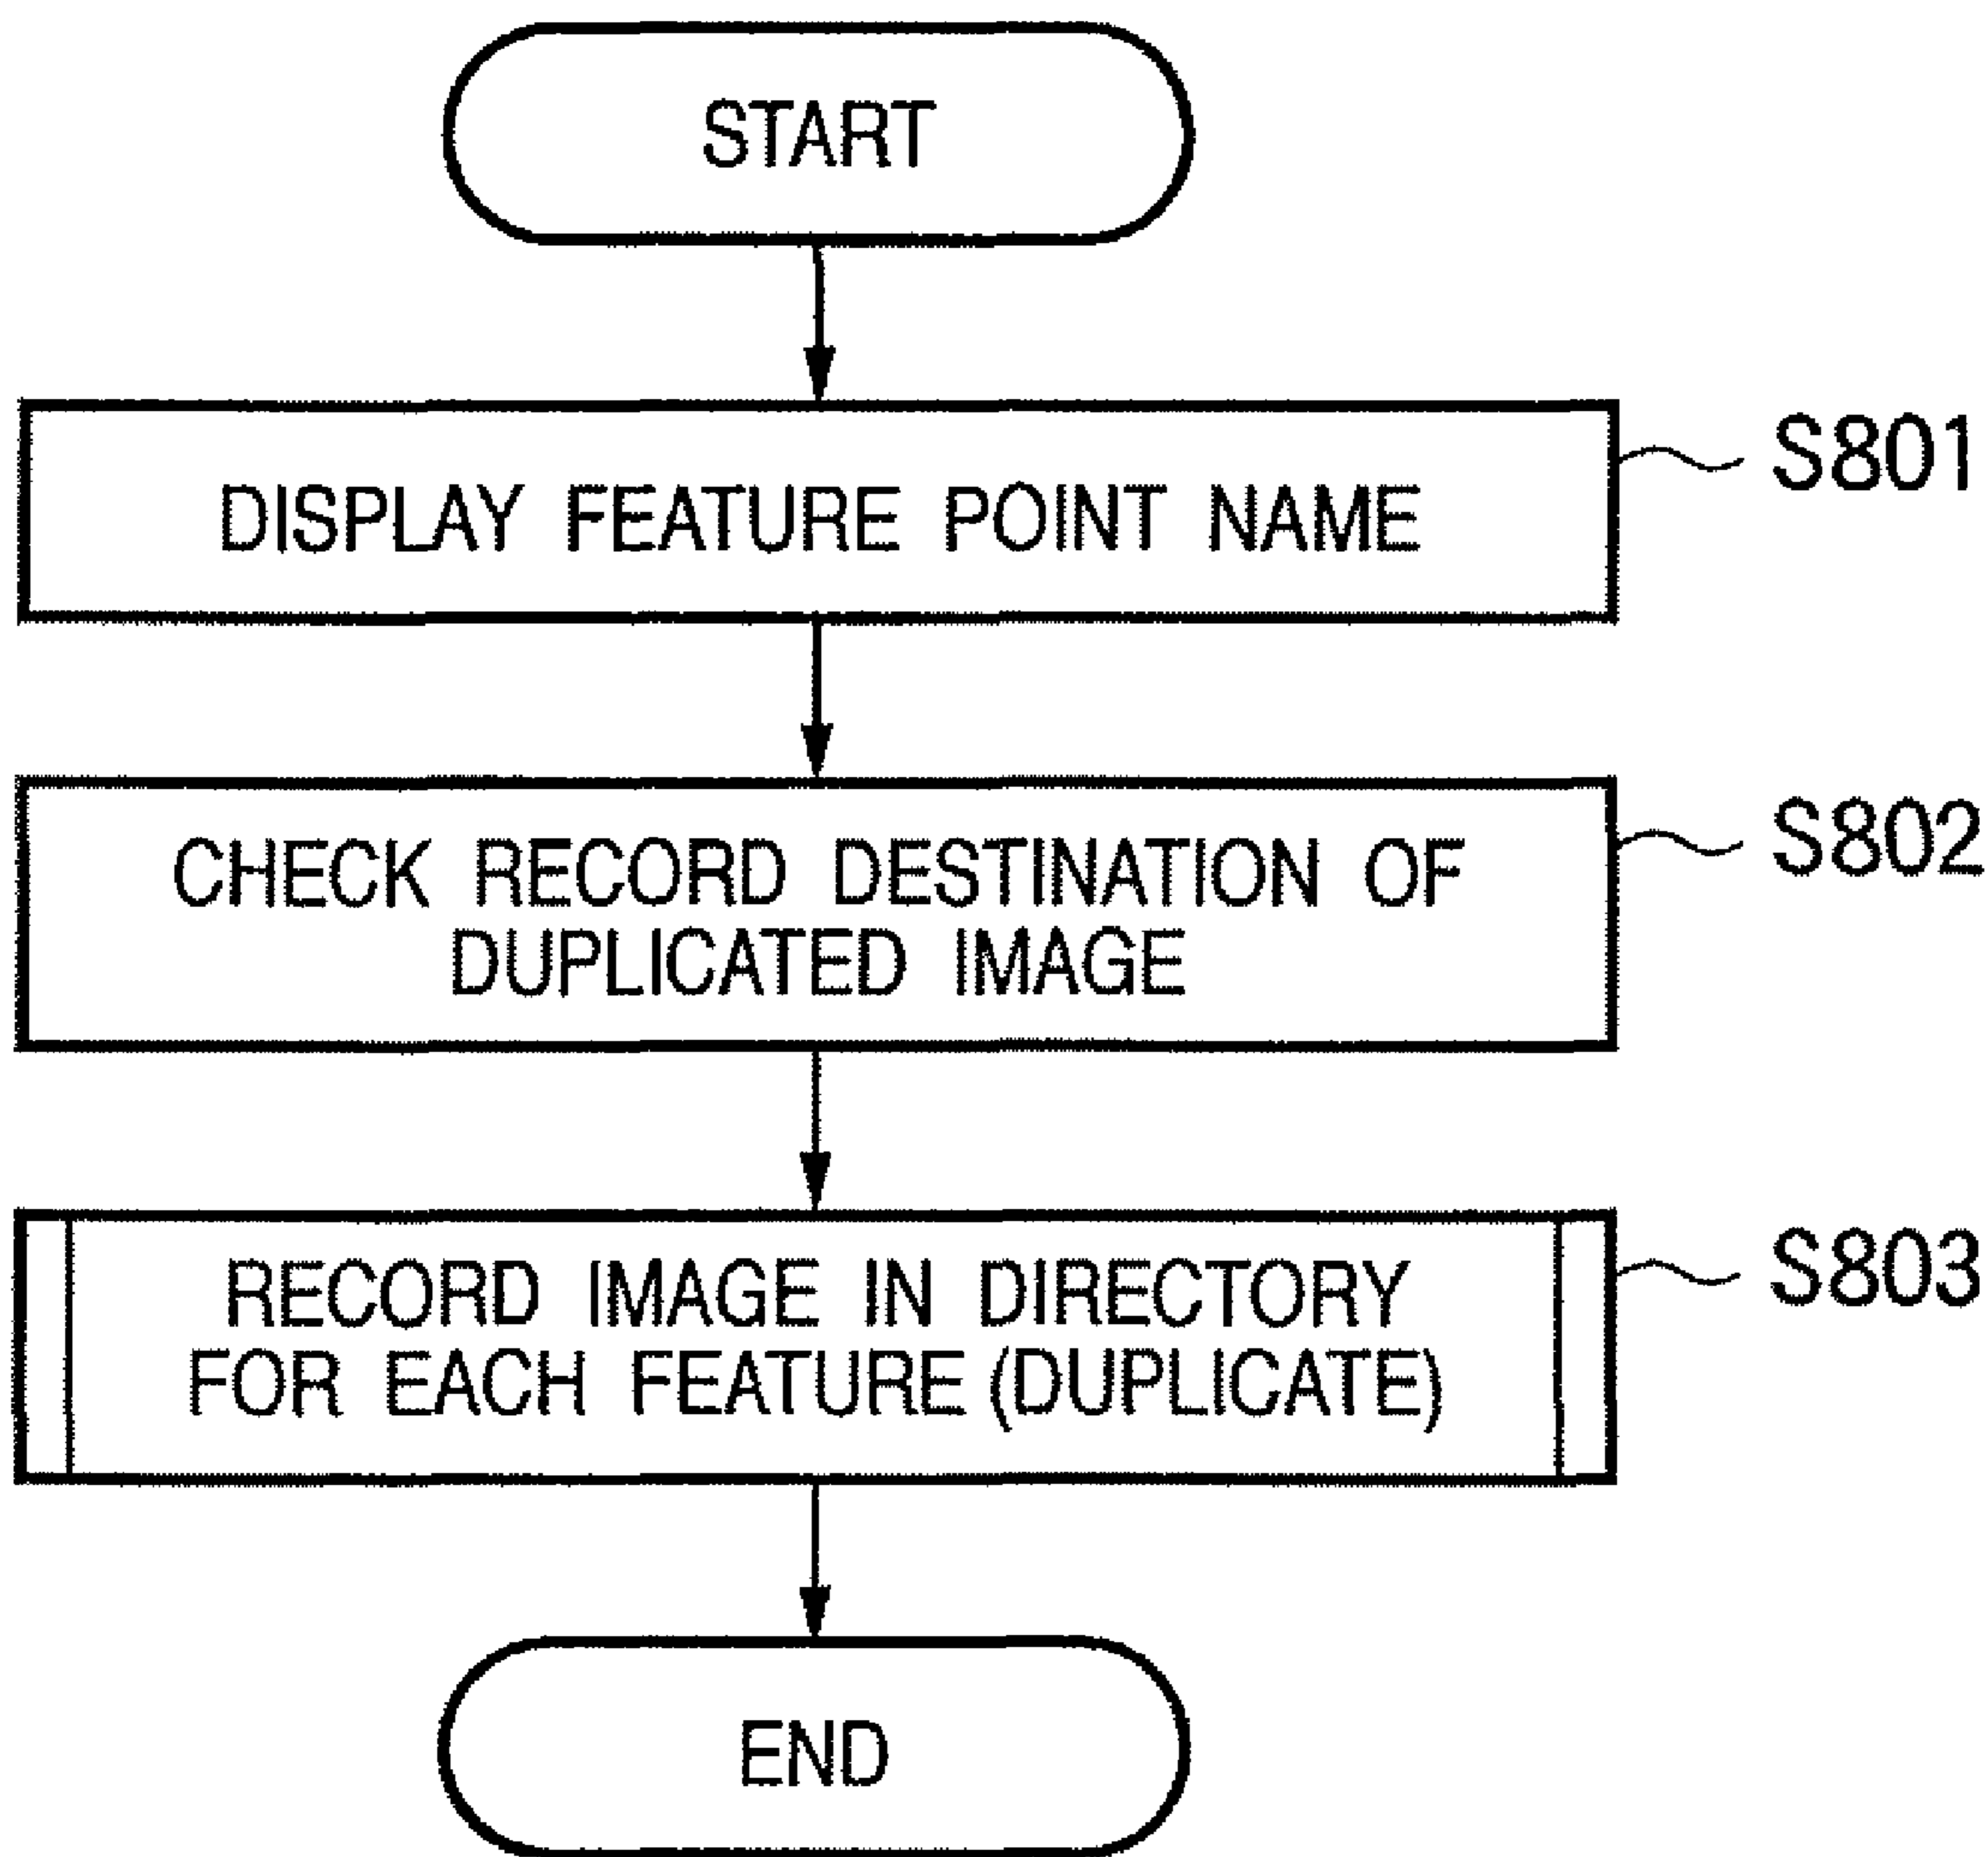 START
DISPLAY FEATURE POINT NAME
S801
CHECK RECORD DESTINATION OF
DUPLICATED IMAGE
S802
RECORD IMAGE IN DIRECTORY
FOR EACH FEATURE (DUPLICATE)
S803
END